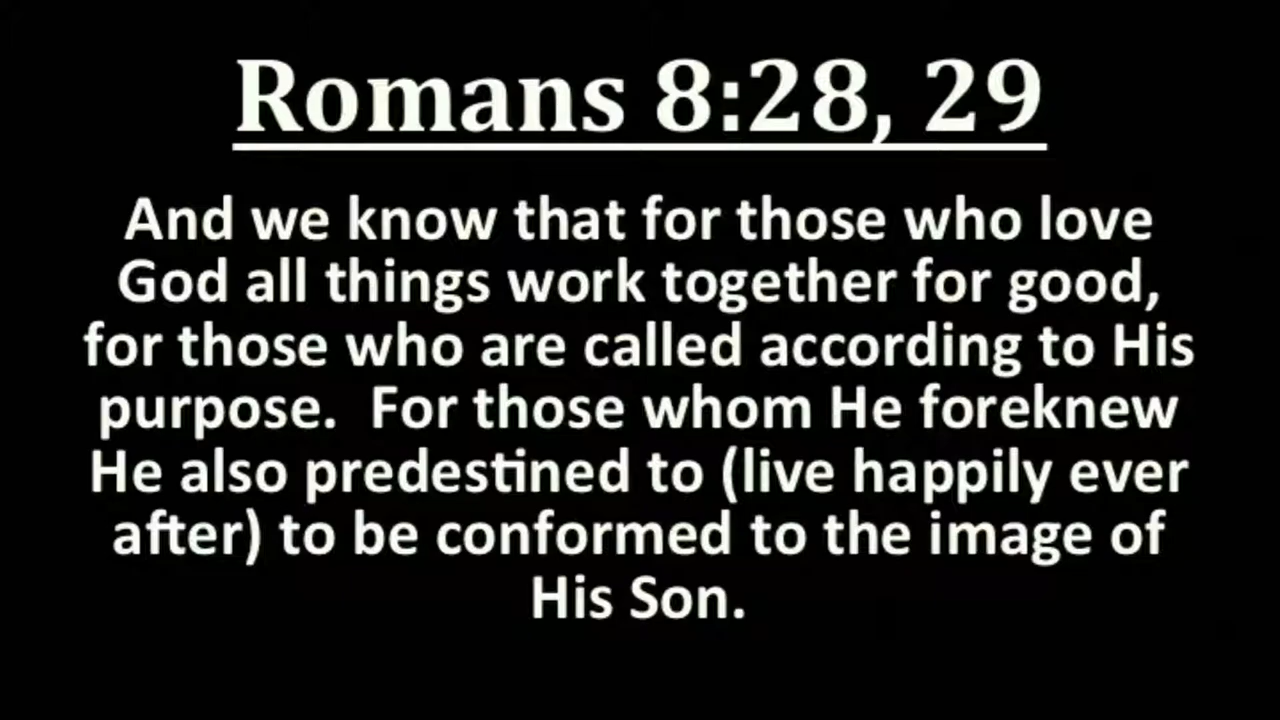 Romans 8:28, 29
And we know that for those who love
God all things work together for good,
for those who are called according to His
purpose.  For those whom He foreknew
He also predestined to (live happily ever
after) to be conformed to the image of
His Son.